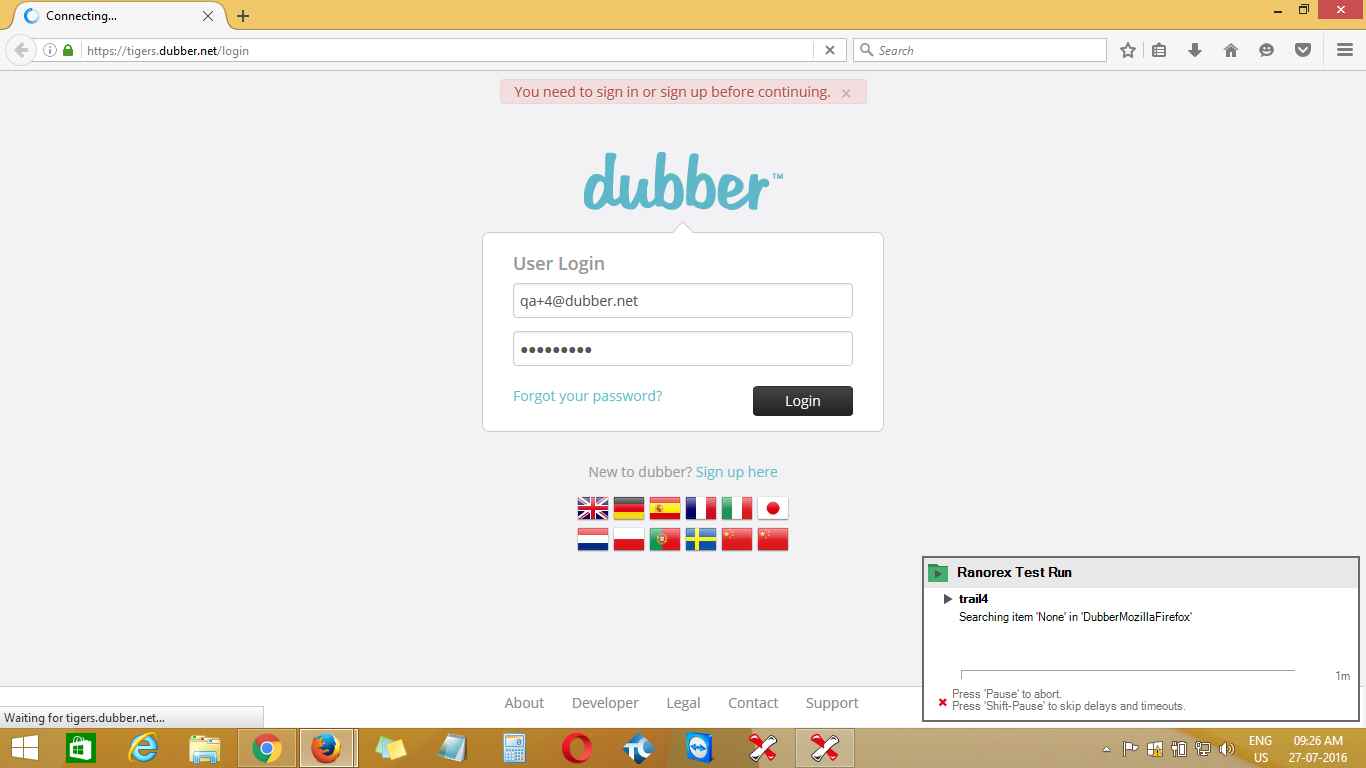 Connecting...
https://tigers.dubber.net/login
Search
You need to sign in or sign up before continuing. ×
dubber™
User Login
qa+4@dubber.net
•••••••••
Forgot your password?
Login
New to dubber? Sign up here
Ranorex Test Run
trail4
Searching item 'None' in 'DubberMozillaFirefox'
1m
Press 'Pause' to abort.
Press 'Shift-Pause' to skip delays and timeouts.
About Developer Legal Contact Support
Waiting for tigers.dubber.net...
ENG 09:26 AM
US 27-07-2016